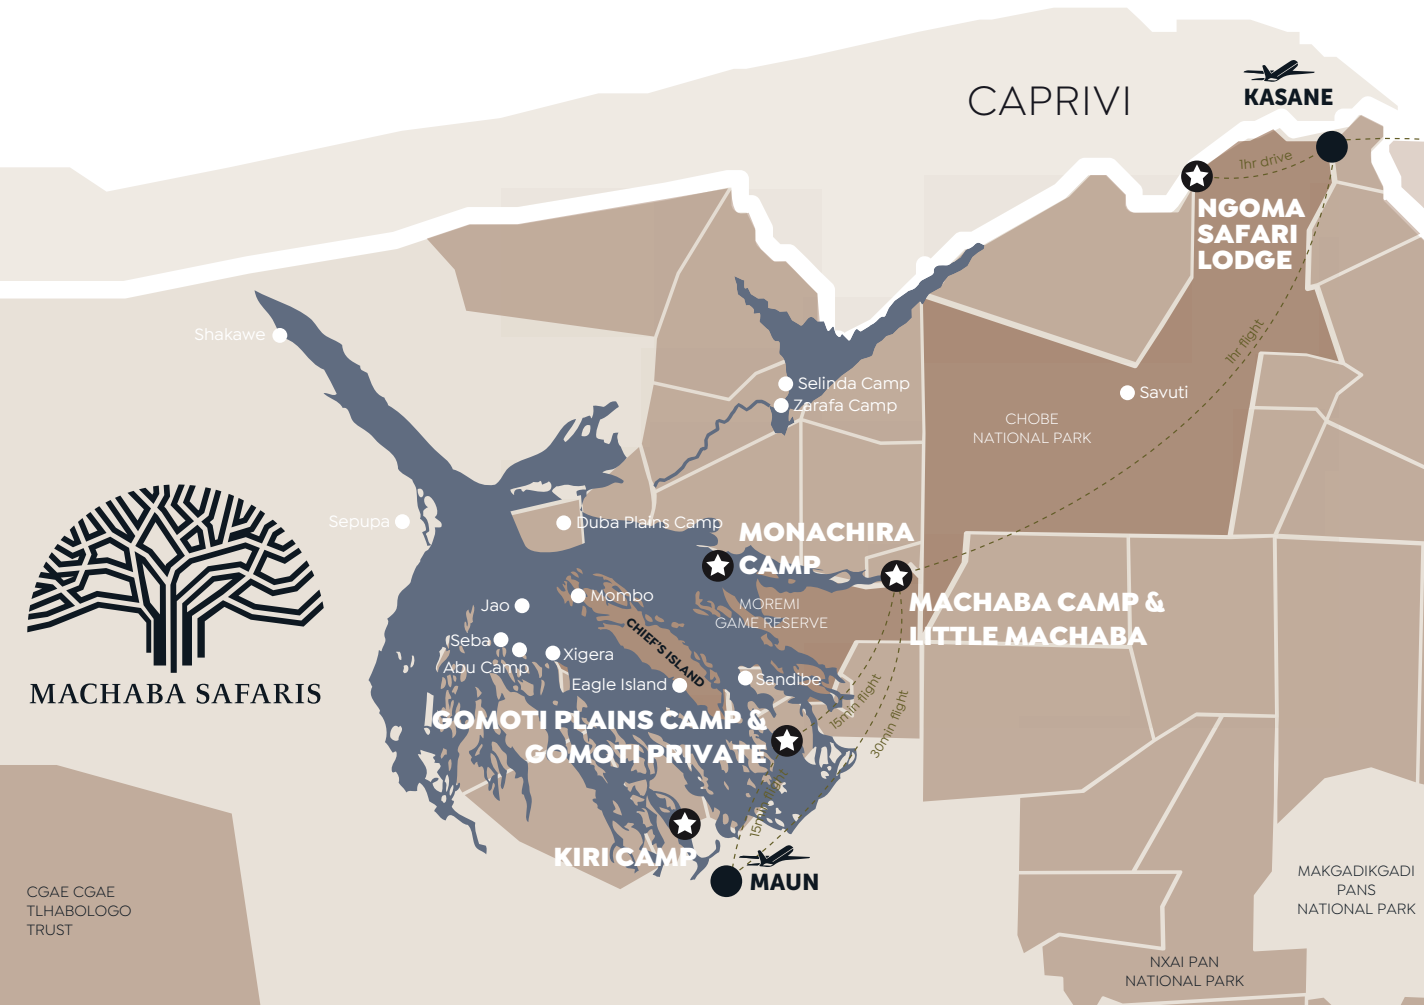 CAPRIVI
KASANE
1hr drive
NGOMA
SAFARI
LODGE
Shakawe
1hr flight
Selinda Camp
Zarafa Camp
Savuti
CHOBE
NATIONAL PARK
Sepupa
Duba Plains Camp
MONACHIRA
CAMP
Jao
Mombo
MOREMI
GAME RESERVE
MACHABA CAMP &
LITTLE MACHABA
CHIEF'S ISLAND
Seba
Abu Camp
Xigera
Eagle Island
Sandibe
MACHABA SAFARIS
15min flight
30min flight
GOMOTI PLAINS CAMP &
GOMOTI PRIVATE
15min flight
KIRI CAMP
MAUN
CGAE CGAE
TLHABOLOGO
TRUST
MAKGADIKGADI
PANS
NATIONAL PARK
NXAI PAN
NATIONAL PARK